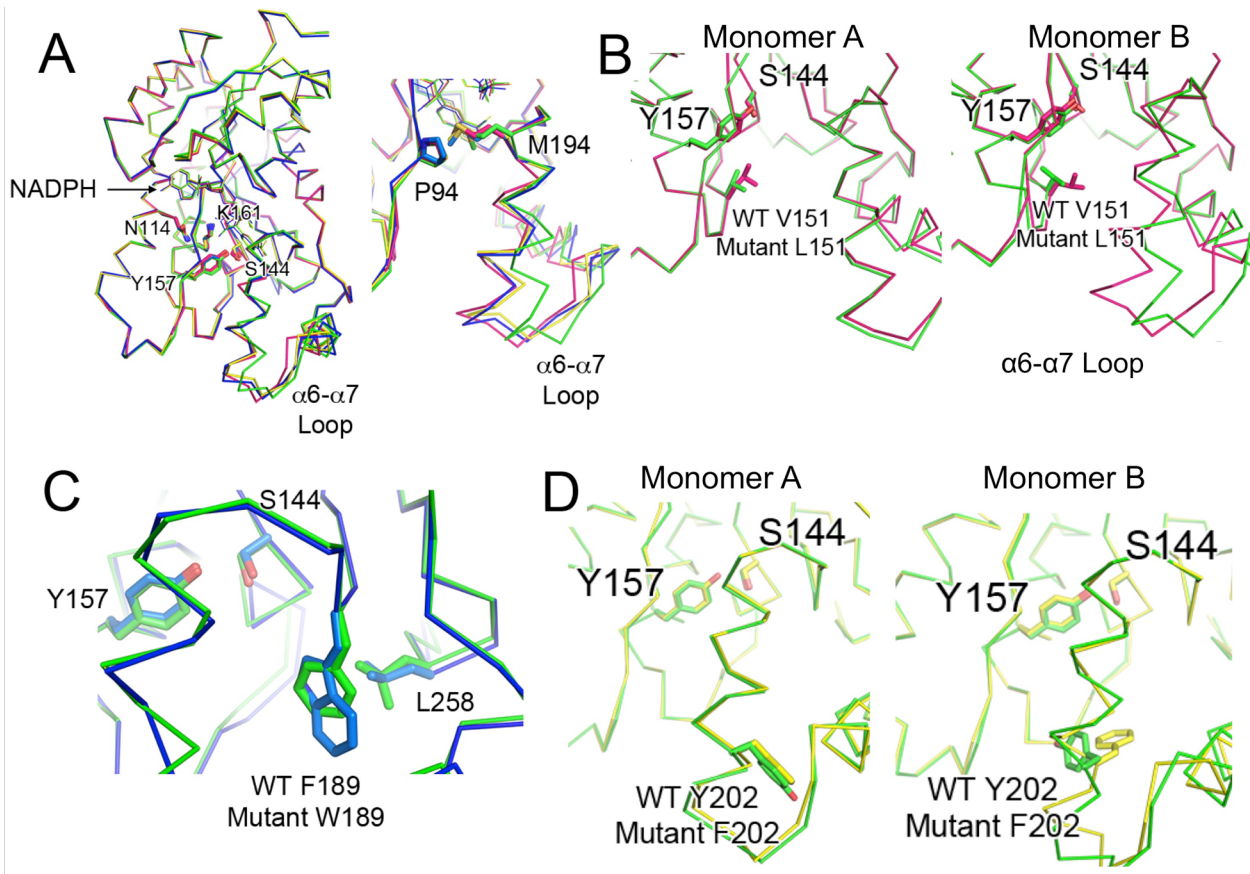 A
NADPH
N114
K161
Y157
S144
α6-α7
Loop
P94
M194
α6-α7
Loop
B
Monomer A
S144
Y157
WT V151
Mutant L151
Monomer B
S144
Y157
WT V151
Mutant L151
α6-α7 Loop
C
S144
Y157
L258
WT F189
Mutant W189
D
Monomer A
S144
Y157
WT Y202
Mutant F202
Monomer B
S144
Y157
WT Y202
Mutant F202